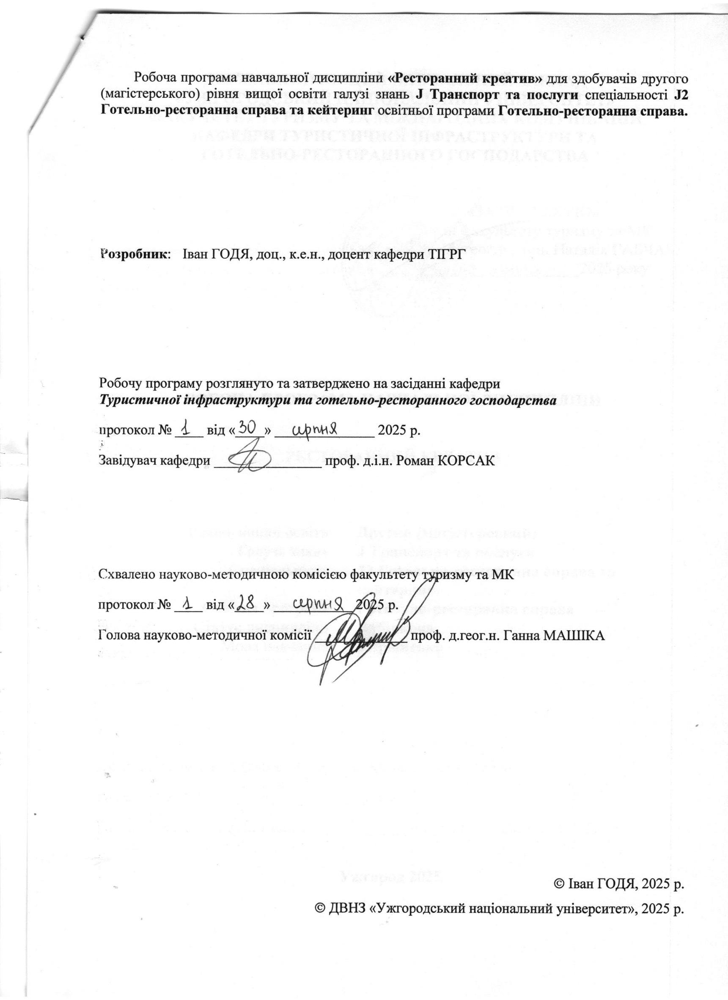 Робоча програма навчальної дисципліни «Ресторанний креатив» для здобувачів другого
(магістерського) рівня вищої освіти галузі знань J Транспорт та послуги спеціальності J2
Готельно-ресторанна справа та кейтеринг освітньої програми Готельно-ресторанна справа.
Розробник: Іван ГОДЯ, доц., к.е.н., доцент кафедри ТІГРГ
Робочу програму розглянуто та затверджено на засіданні кафедри
Туристичної інфраструктури та готельно-ресторанного господарства
протокол № 1 від «30» серпня 2025 р.
Завідувач кафедри проф. д.і.н. Роман КОРСАК
Схвалено науково-методичною комісією факультету туризму та МК
протокол № 1 від «28» серпня 2025 р.
Голова науково-методичної комісії проф. д.геог.н. Ганна МАШІКА
© Іван ГОДЯ, 2025 р.
© ДВНЗ «Ужгородський національний університет», 2025 р.